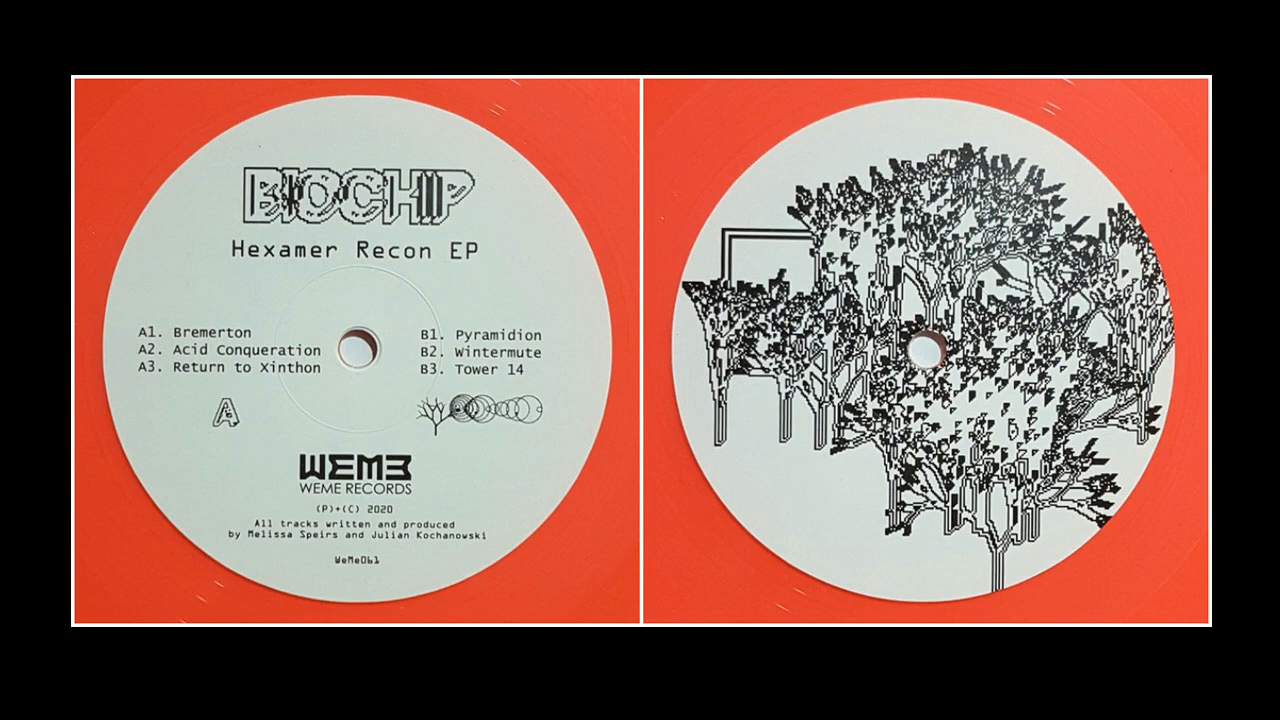 BIOCHIP
Hexamer Recon EP
A1. Bremerton
A2. Acid Conqueration
A3. Return to Xinthon
B1. Pyramidion
B2. Wintermute
B3. Tower 14
A
WEME
WEME RECORDS
(P)+(C) 2020
All tracks written and produced
by Melissa Speirs and Julian Kochanowski
WeMe061